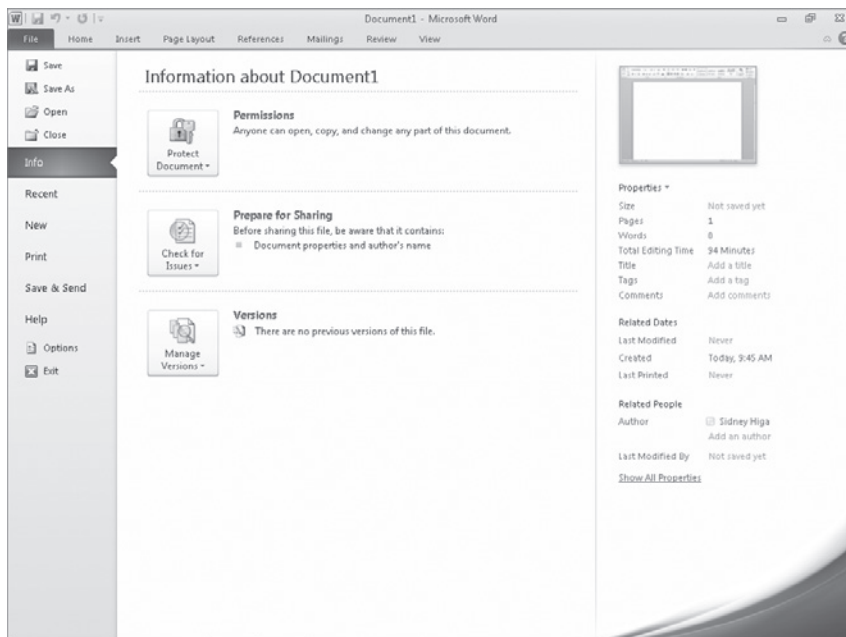 Document1 - Microsoft Word
File Home Insert Page Layout References Mailings Review View
Save
Save As
Open
Close
Info
Recent
New
Print
Save & Send
Help
Options
Exit
Information about Document1
Protect
Document
Permissions
Anyone can open, copy, and change any part of this document.
Check for
Issues
Prepare for Sharing
Before sharing this file, be aware that it contains:
Document properties and author's name
Manage
Versions
Versions
There are no previous versions of this file.
Properties
Size Not saved yet
Pages 1
Words 0
Total Editing Time 94 Minutes
Title Add a title
Tags Add a tag
Comments Add comments
Related Dates
Last Modified Never
Created Today, 9:45 AM
Last Printed Never
Related People
Author Sidney Higa
Add an author
Last Modified By Not saved yet
Show All Properties